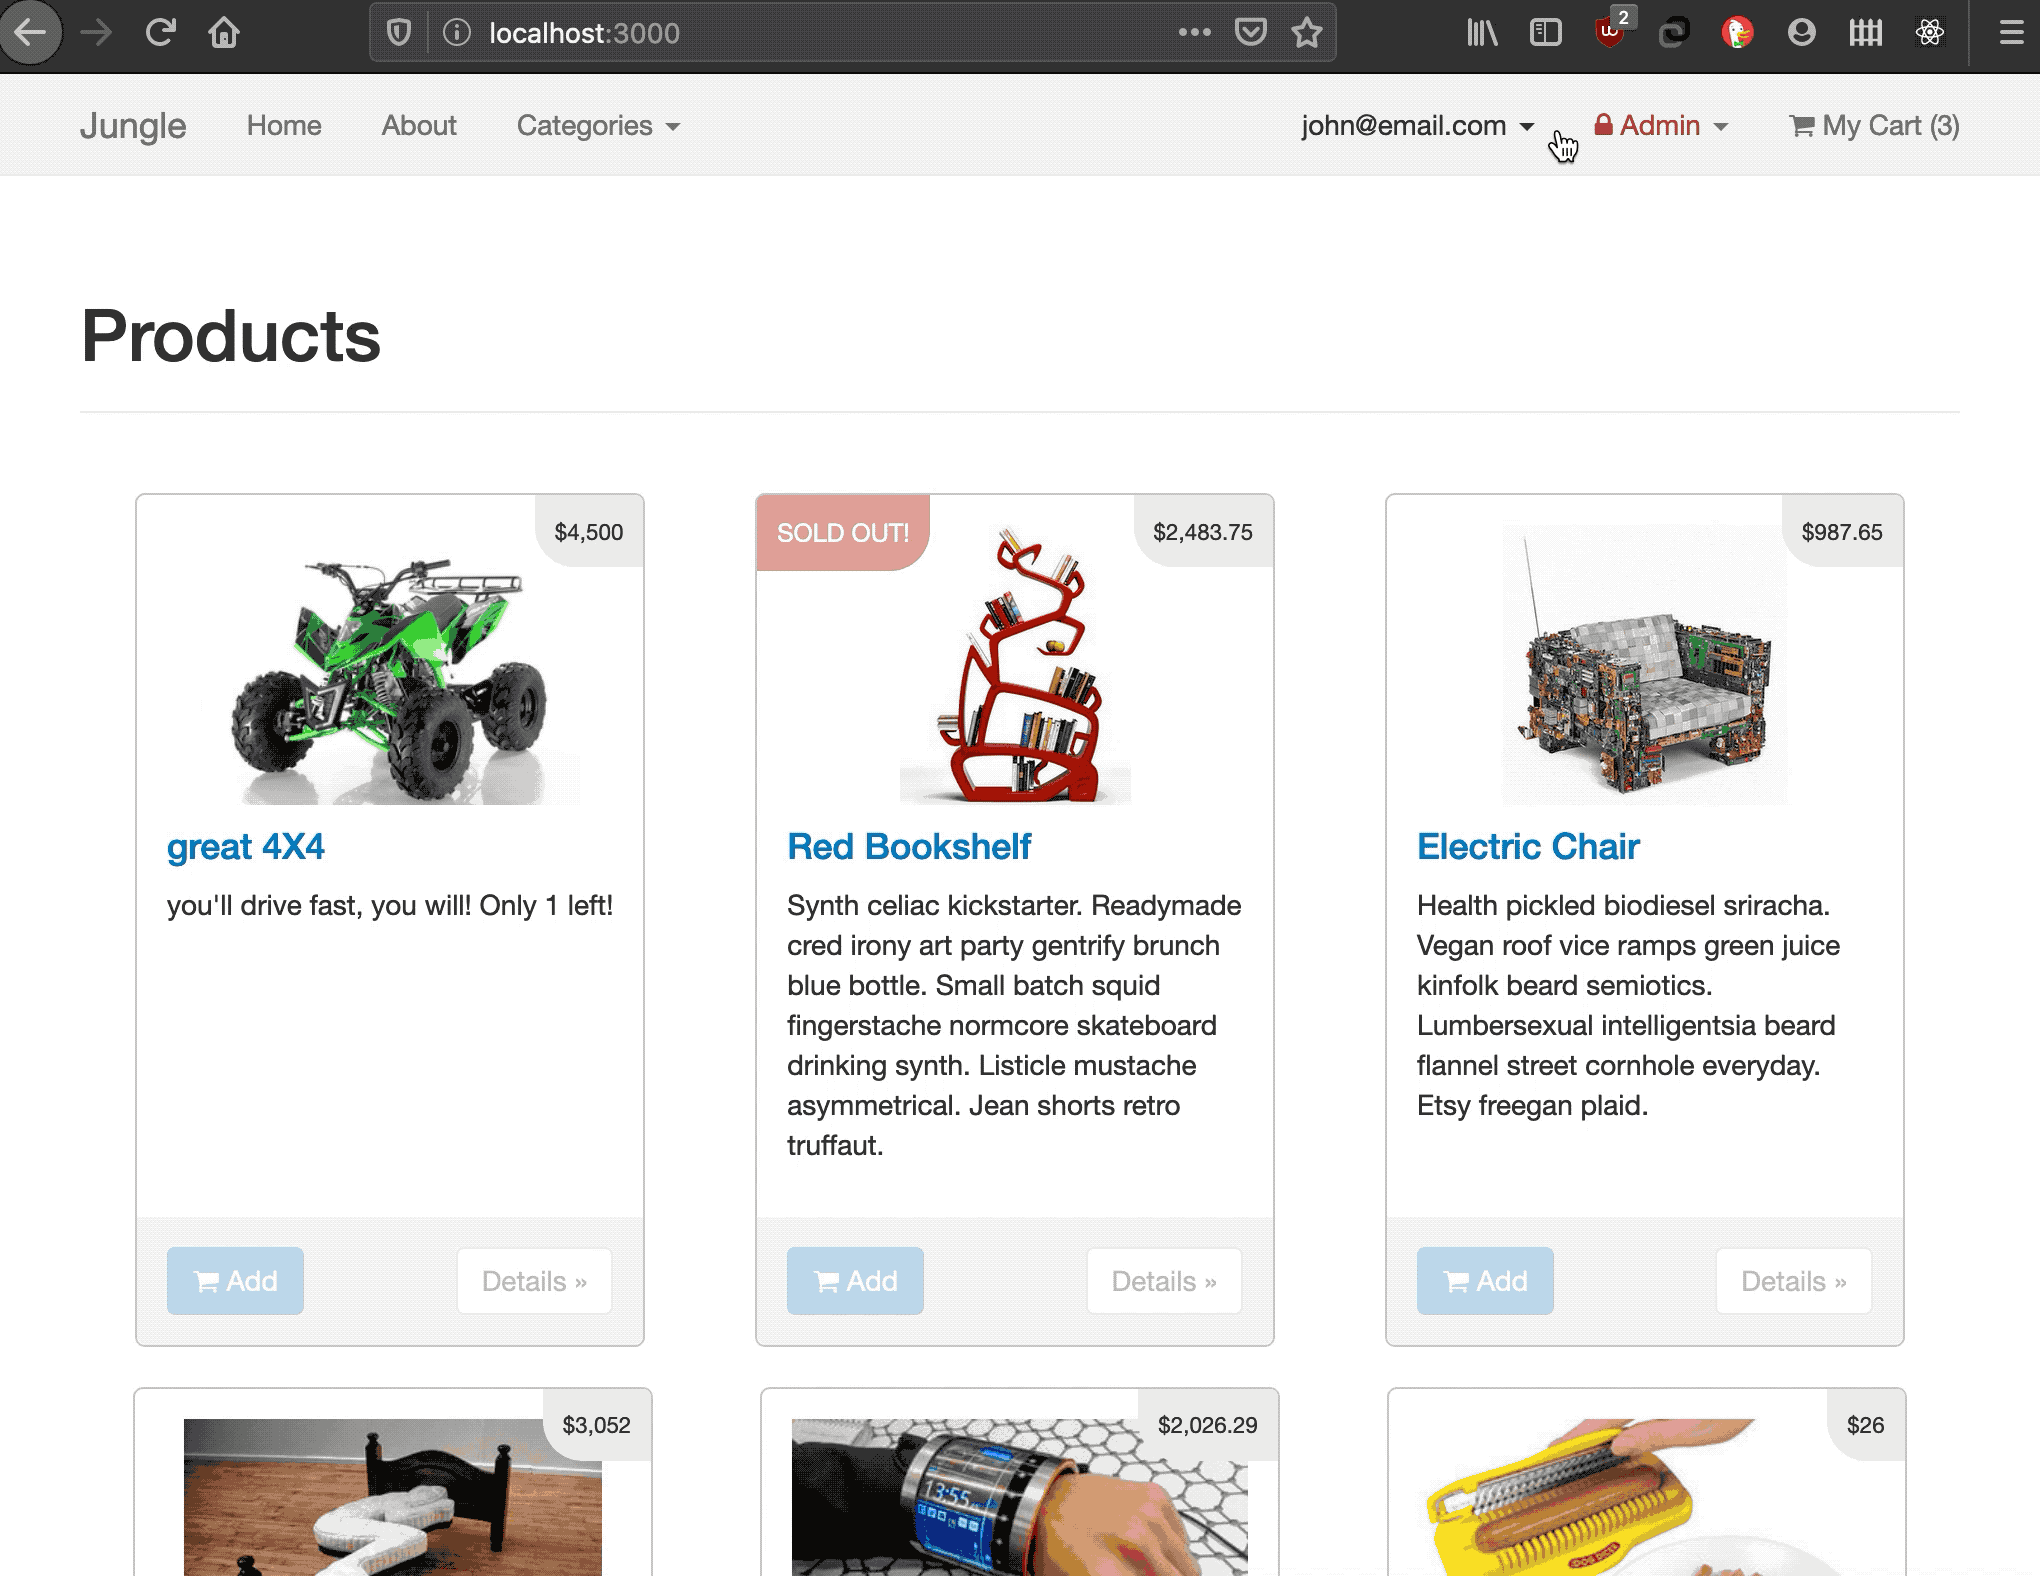 localhost:3000
2
Jungle Home About Categories john@email.com Admin My Cart (3)
Products
$4,500
SOLD OUT!
$2,483.75
$987.65
great 4X4
you'll drive fast, you will! Only 1 left!
Add Details »
Red Bookshelf
Synth celiac kickstarter. Readymade
cred irony art party gentrify brunch
blue bottle. Small batch squid
fingerstache normcore skateboard
drinking synth. Listicle mustache
asymmetrical. Jean shorts retro
truffaut.
Add Details »
Electric Chair
Health pickled biodiesel sriracha.
Vegan roof vice ramps green juice
kinfolk beard semiotics.
Lumbersexual intelligentsia beard
flannel street cornhole everyday.
Etsy freegan plaid.
Add Details »
$3,052
$2,026.29
13:55
$26